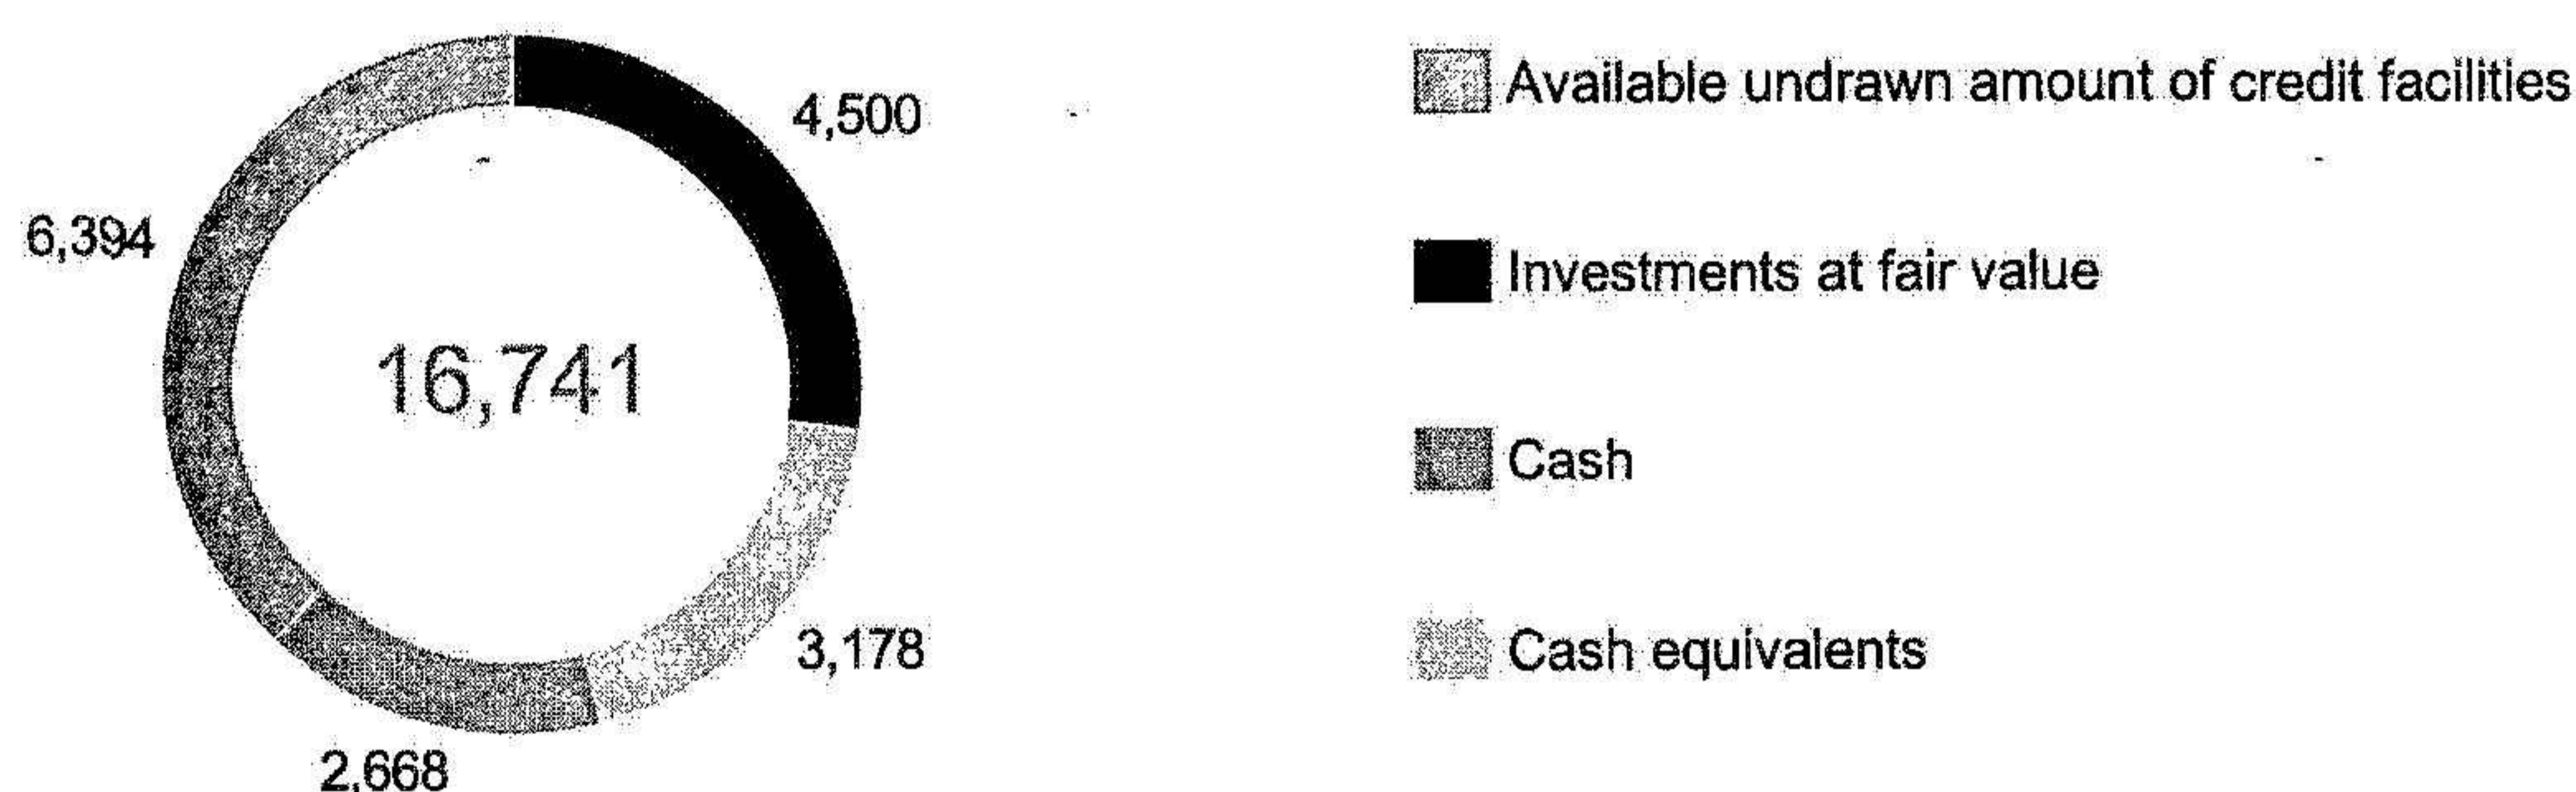 4,500
6,394
16,741
3,178
2,668
Available undrawn amount of credit facilities
Investments at fair value
Cash
Cash equivalents